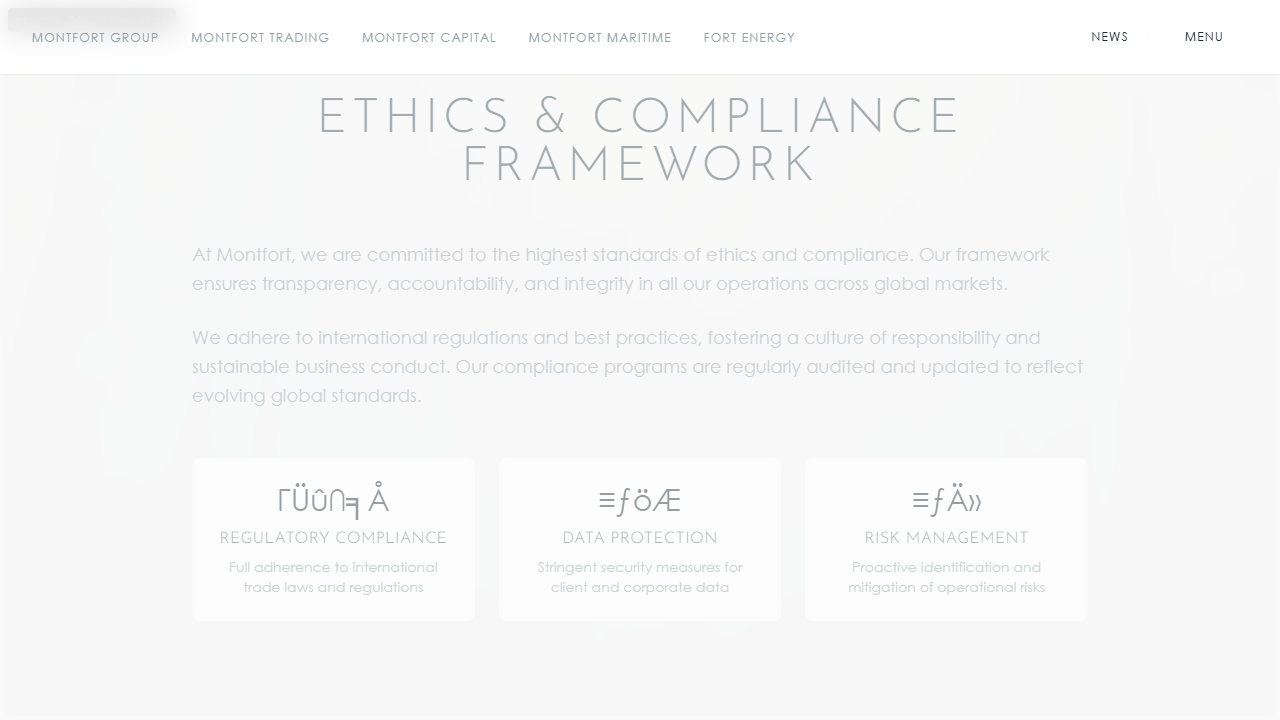 MONTFORT GROUP MONTFORT TRADING MONTFORT CAPITAL MONTFORT MARITIME FORT ENERGY NEWS MENU
ETHICS & COMPLIANCE
FRAMEWORK
At Montfort, we are committed to the highest standards of ethics and compliance. Our framework
ensures transparency, accountability, and integrity in all our operations across global markets.
We adhere to international regulations and best practices, fostering a culture of responsibility and
sustainable business conduct. Our compliance programs are regularly audited and updated to reflect
evolving global standards.
ΓÜû∩╕Å
REGULATORY COMPLIANCE
Full adherence to international
trade laws and regulations
≡ƒöÆ
DATA PROTECTION
Stringent security measures for
client and corporate data
≡ƒÄ»
RISK MANAGEMENT
Proactive identification and
mitigation of operational risks